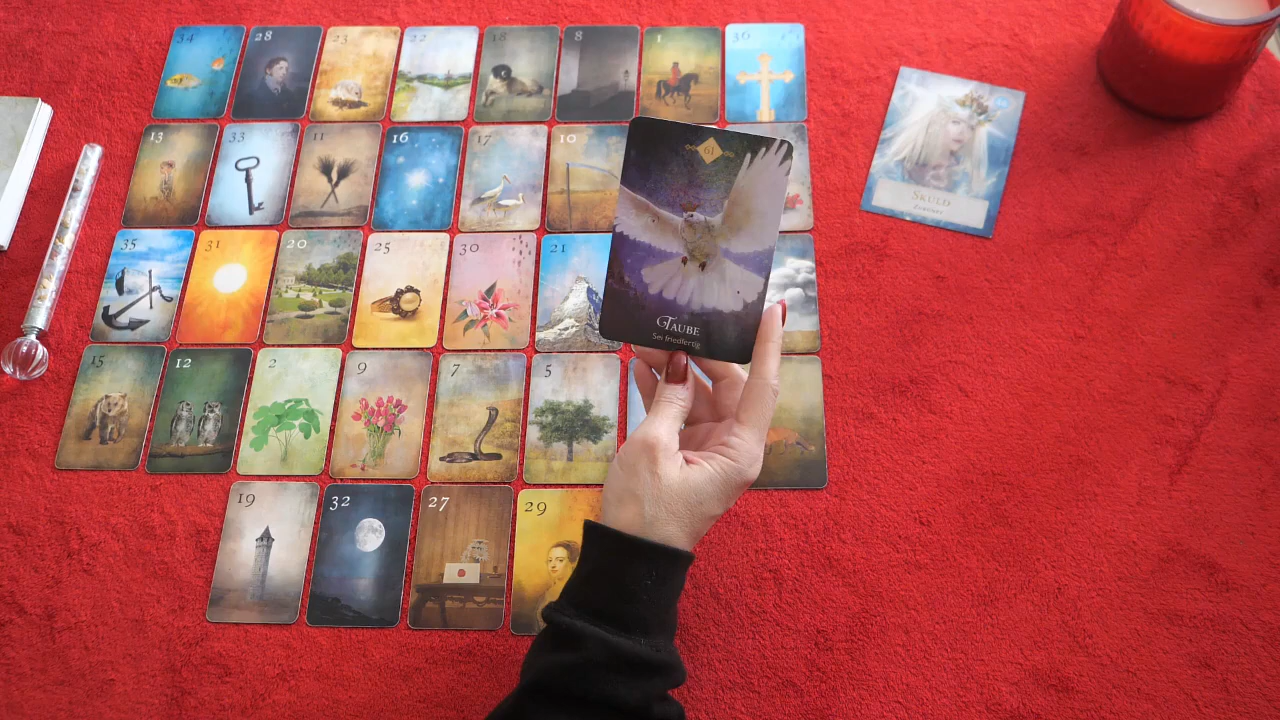 34 28 23 22 18 8 1 36
13 33 11 16 17 10
61
TAUBE
Sei friedfertig
35 31 20 25 30 21
15 12 2 9 7 5
19 32 27 29
SKULD